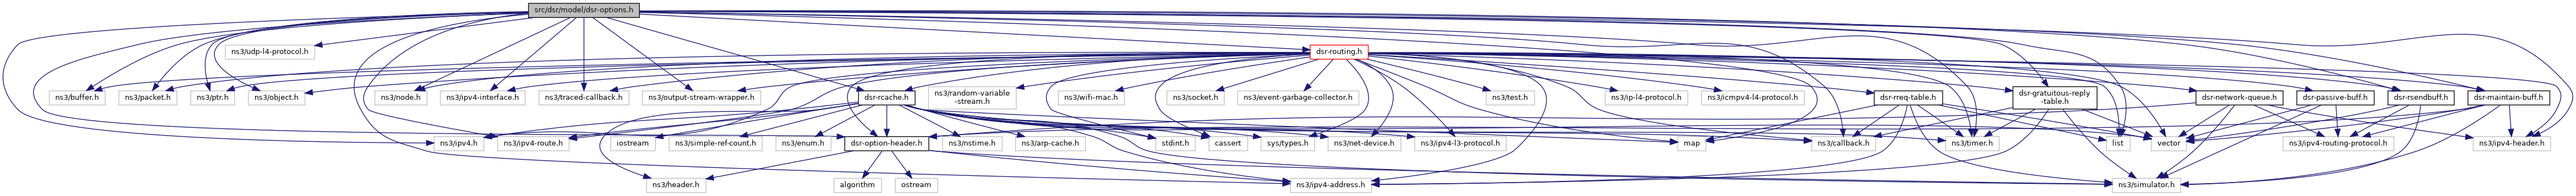 src/dsr/model/dsr-options.h
ns3/udp-l4-protocol.h
dsr-routing.h
ns3/buffer.h
ns3/packet.h
ns3/ptr.h
ns3/object.h
ns3/node.h
ns3/ipv4-interface.h
ns3/traced-callback.h
ns3/output-stream-wrapper.h
dsr-rcache.h
ns3/random-variable
-stream.h
ns3/wifi-mac.h
ns3/socket.h
ns3/event-garbage-collector.h
ns3/test.h
ns3/ip-l4-protocol.h
ns3/icmpv4-l4-protocol.h
dsr-rreq-table.h
dsr-gratuitous-reply
-table.h
dsr-network-queue.h
dsr-passive-buff.h
dsr-rsendbuff.h
dsr-maintain-buff.h
ns3/ipv4.h
ns3/ipv4-route.h
iostream
ns3/simple-ref-count.h
ns3/enum.h
dsr-option-header.h
ns3/nstime.h
ns3/arp-cache.h
stdint.h
cassert
sys/types.h
ns3/net-device.h
ns3/ipv4-l3-protocol.h
map
ns3/callback.h
ns3/timer.h
list
vector
ns3/ipv4-routing-protocol.h
ns3/ipv4-header.h
ns3/header.h
algorithm
ostream
ns3/ipv4-address.h
ns3/simulator.h